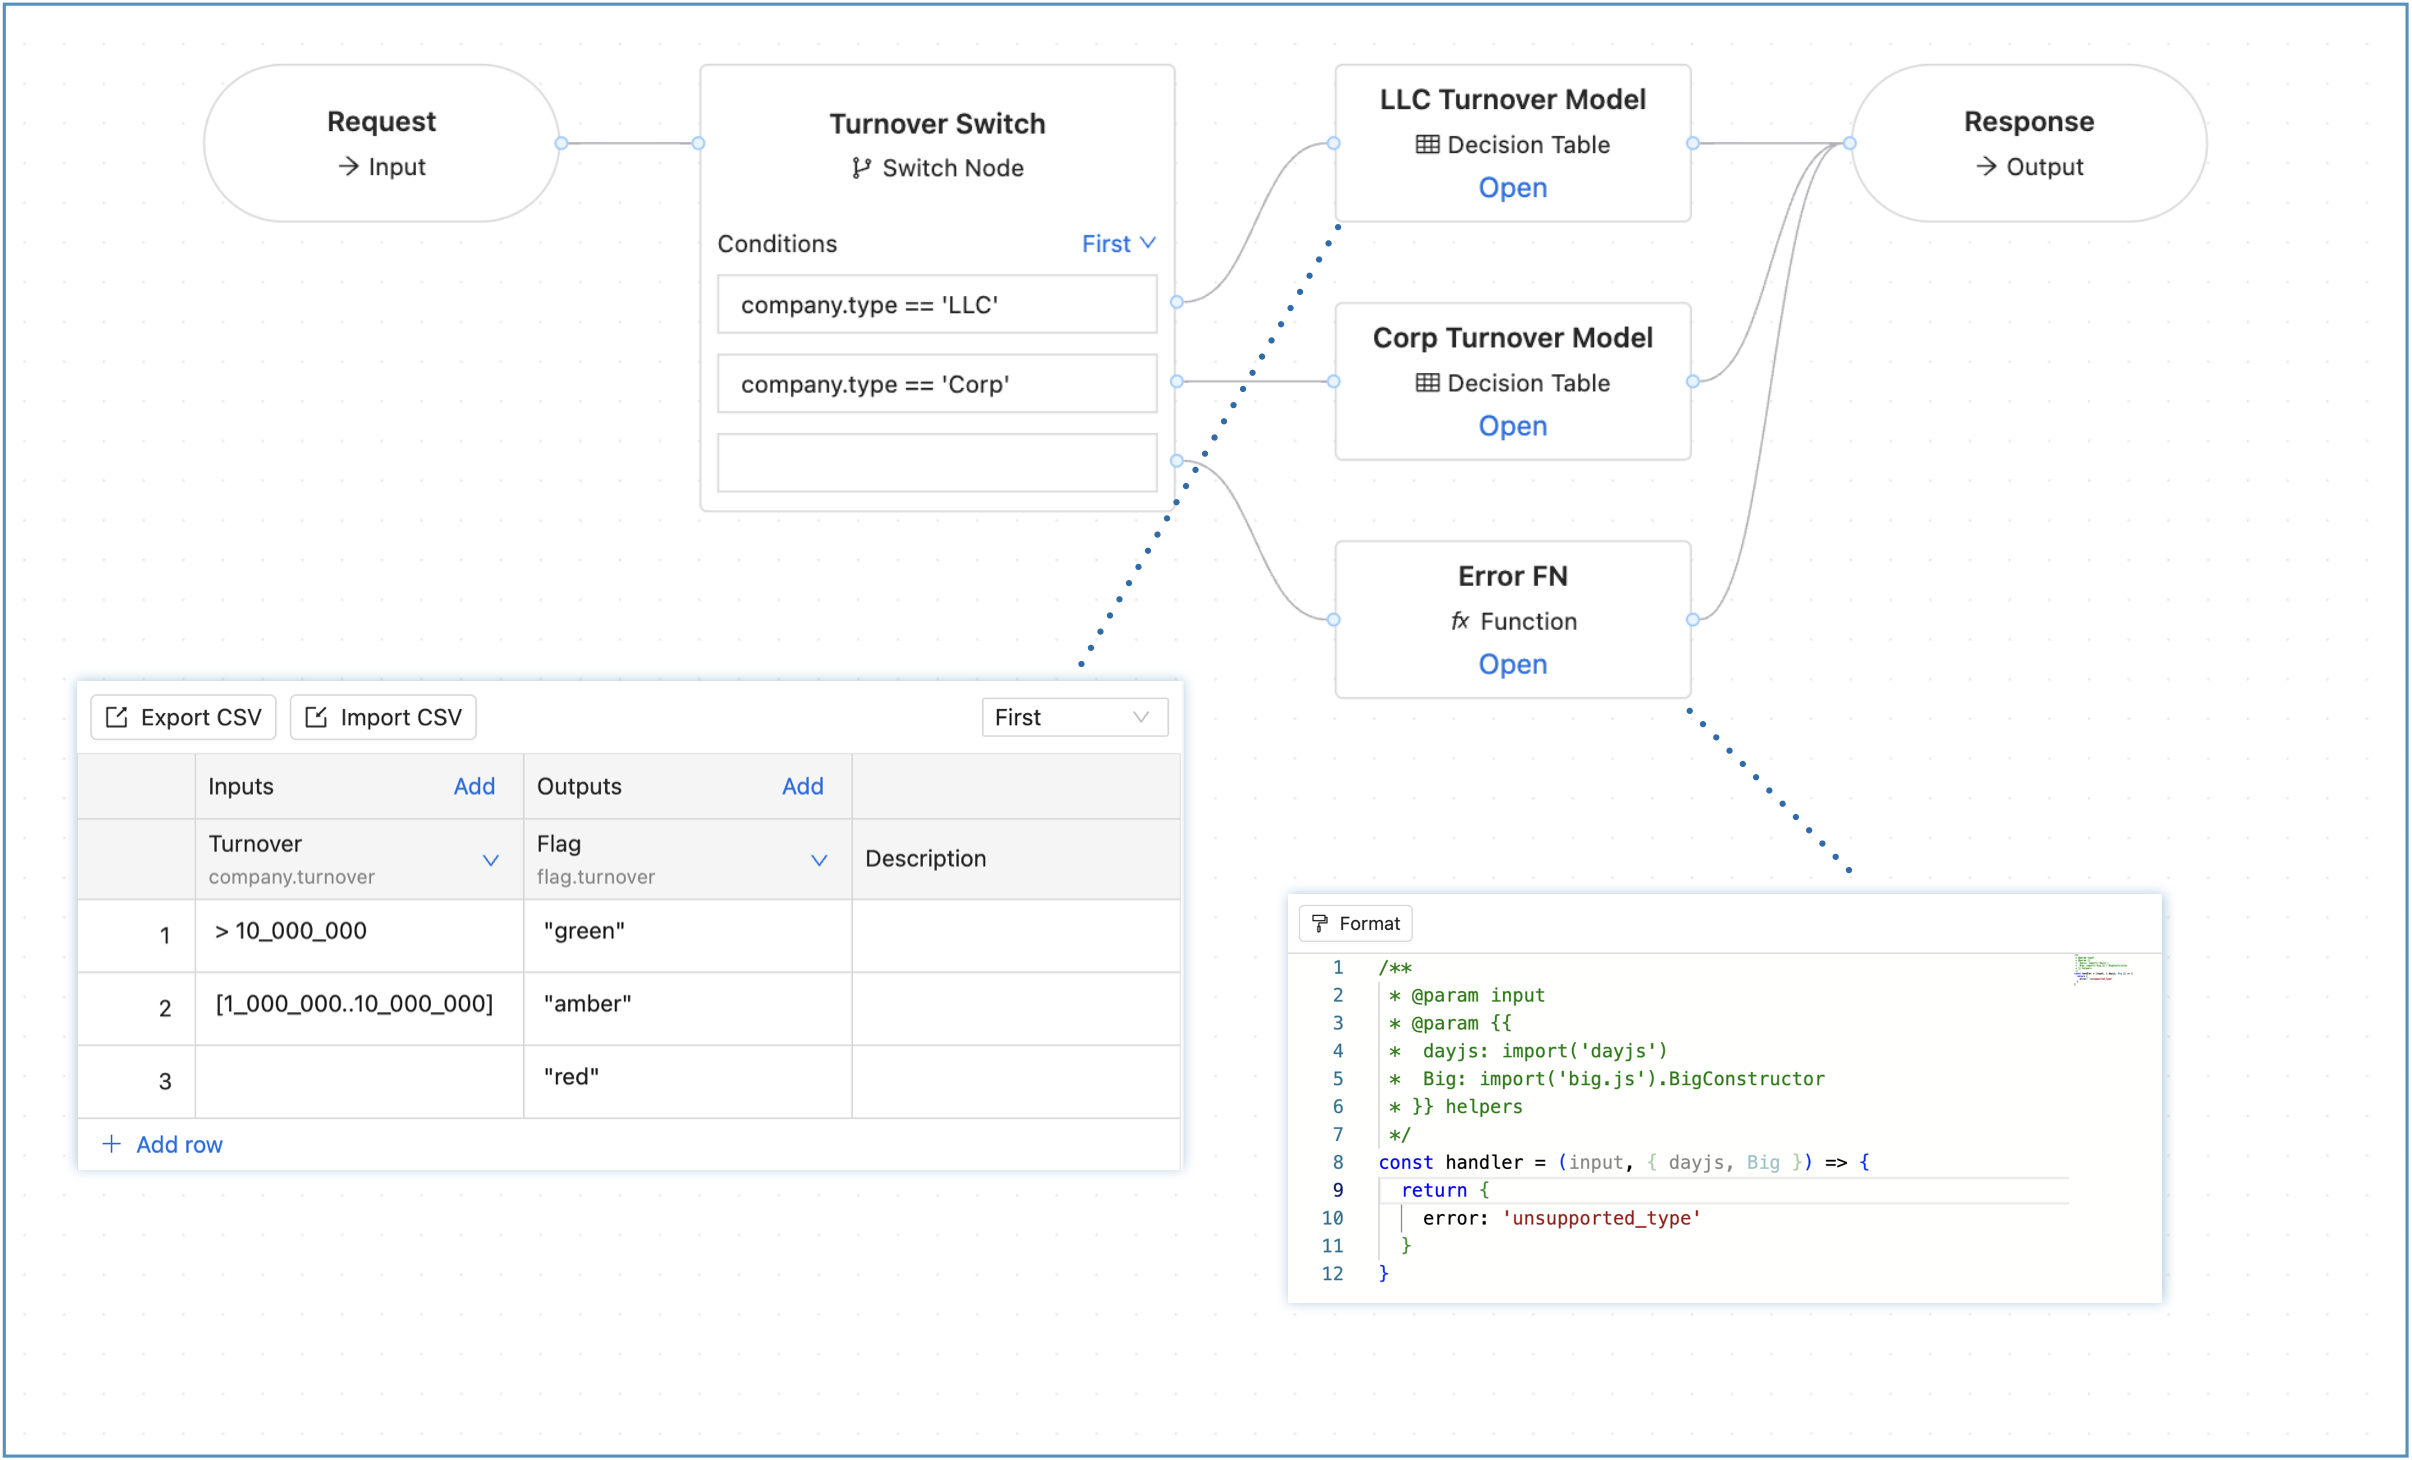 Request
Input
Turnover Switch
Switch Node
Conditions First
company.type == 'LLC'
company.type == 'Corp'
LLC Turnover Model
Decision Table
Open
Corp Turnover Model
Decision Table
Open
Error FN
fx Function
Open
Response
Output
Export CSV Import CSV First
Inputs Add Outputs Add
Turnover Flag Description
company.turnover flag.turnover
1 > 10_000_000 "green"
2 [1_000_000..10_000_000] "amber"
3 "red"
+ Add row
Format
1 /**
2 * @param input
3 * @param {{
4 * dayjs: import('dayjs')
5 * Big: import('big.js').BigConstructor
6 * }} helpers
7 */
8 const handler = (input, { dayjs, Big }) => {
9 return {
10 error: 'unsupported_type'
11 }
12 }